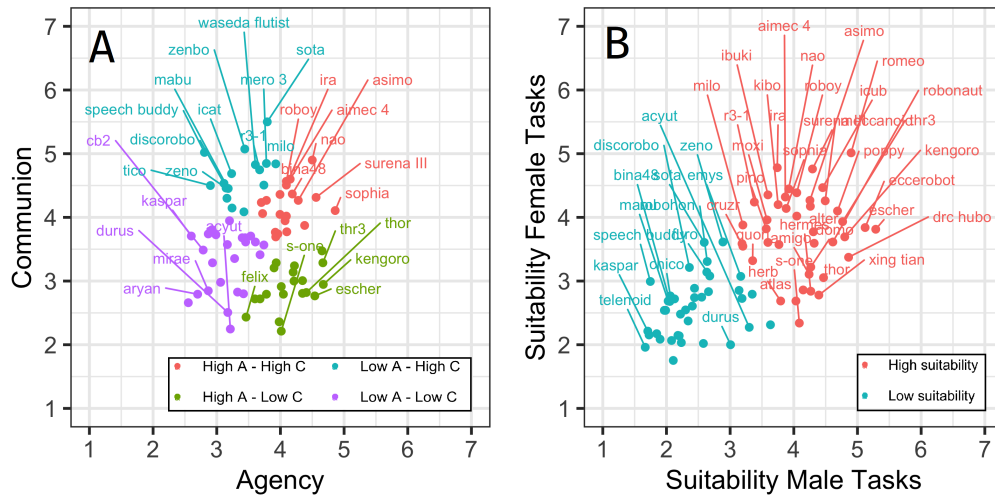 A
waseda flutist
zenbo
sota
mabu
mero 3
ira
asimo
speech buddy
icat
roboy
aimec 4
cb2
discorobo
r3-1
milo
nao
tico
zeno
bina48
surena III
kaspar
sophia
acyut
durus
s-one
thr3
thor
mirae
felix
kengoro
aryan
escher
7
6
5
4
3
2
1
Communion
High A - High C
Low A - High C
High A - Low C
Low A - Low C
1 2 3 4 5 6 7
Agency
B
aimec 4
asimo
ibuki
nao
romeo
milo
kibo
roboy
icub
robonaut
acyut
r3-1
ira
surena III
meccanoid
thr3
discorobo
zeno
moxi
sophia
poppy
kengoro
bina48
sota
emys
pino
eccerobot
mabu
robohon
cruzr
alter
escher
hermes
drc hubo
speech buddy
flyro
quori
amigo
domo
kaspar
chico
herb
s-one
thor
xing tian
atlas
telenoid
durus
7
6
5
4
3
2
1
Suitability Female Tasks
High suitability
Low suitability
1 2 3 4 5 6 7
Suitability Male Tasks